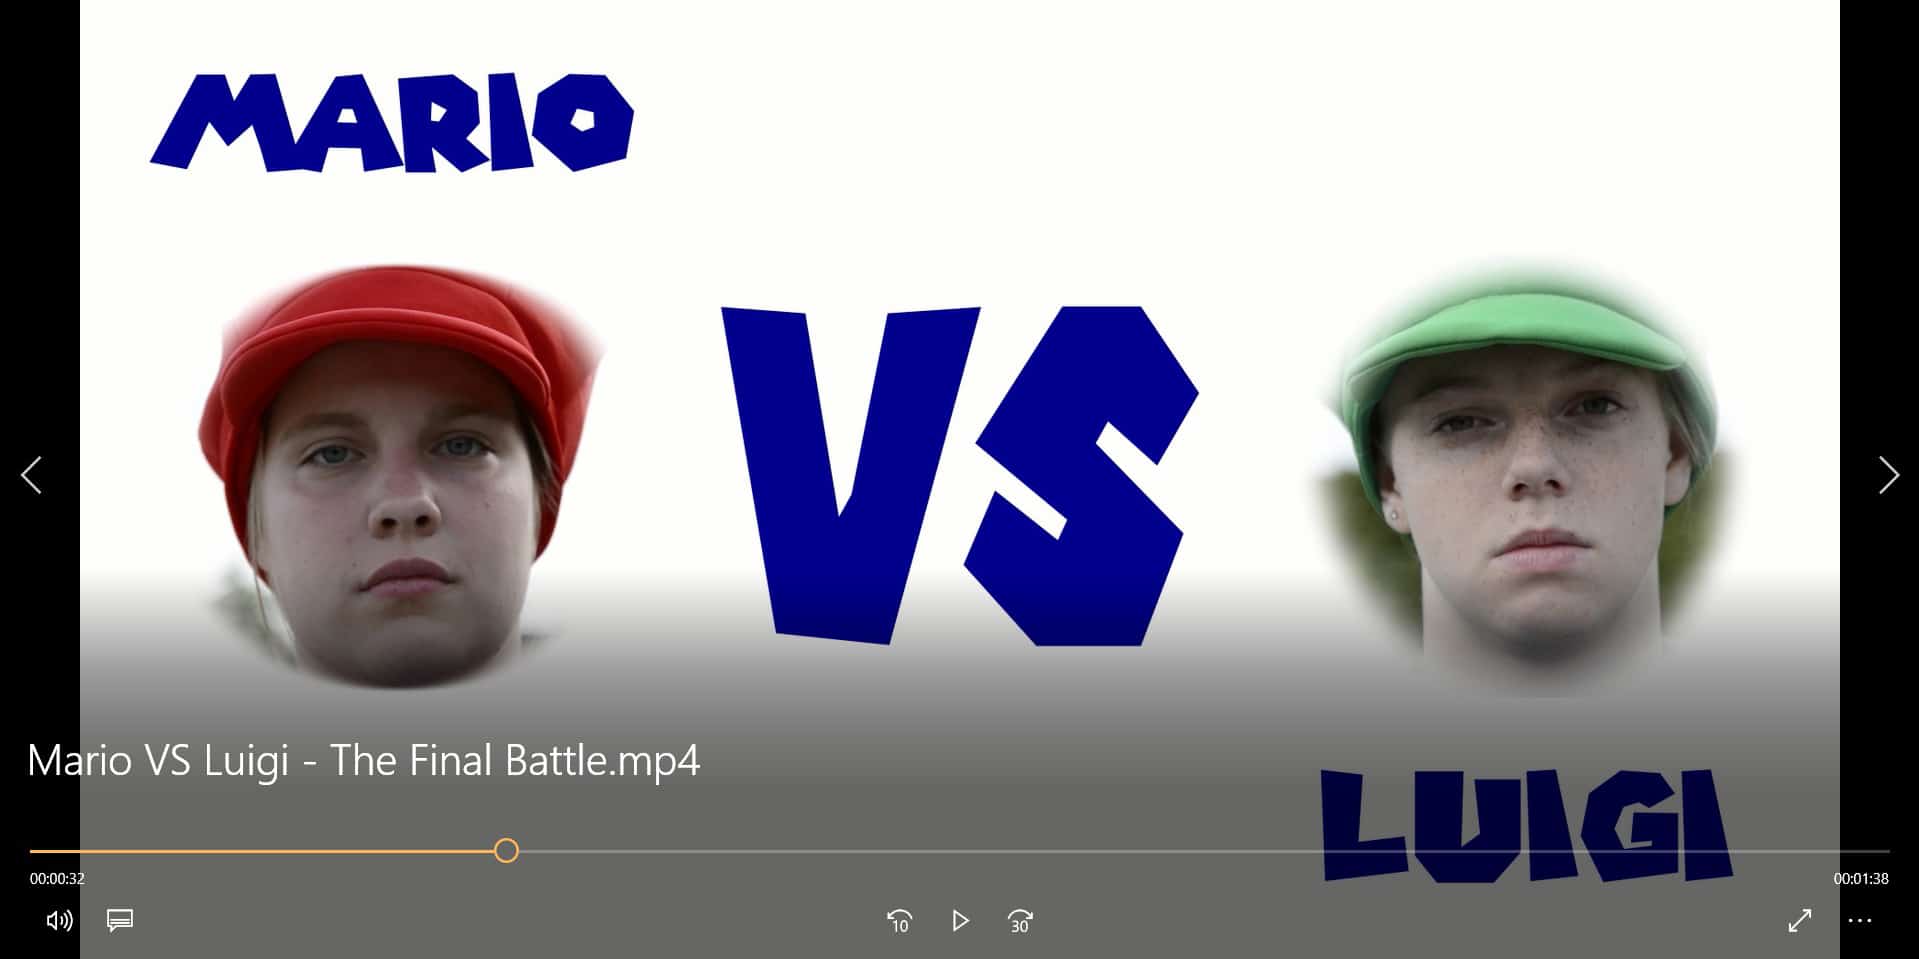 MARIO
VS
Mario VS Luigi - The Final Battle.mp4
LUIGI
00:00:32
00:01:38
10
30